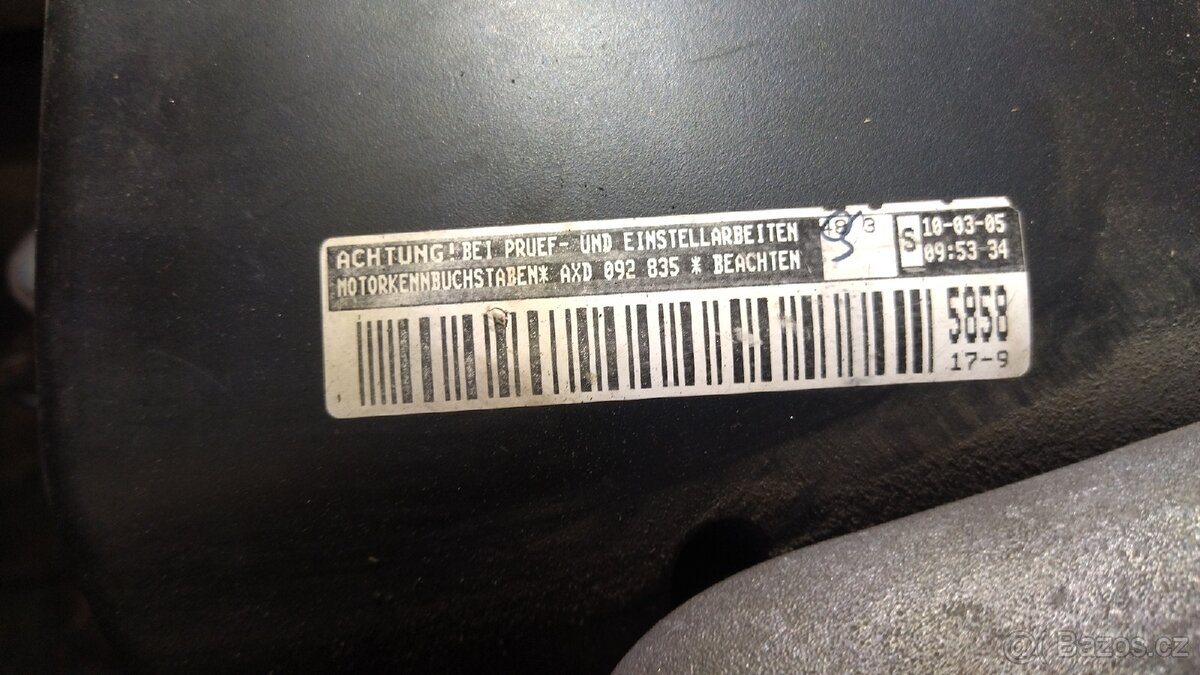 ACHTUNG! BEI PRUEF- UND EINSTELLARBEITEN
MOTORKENNBUCHSTABEN* AXD 092 835 * BEACHTEN
S
10-03-05
09:53 34
5858
17-9
Bazos.cz